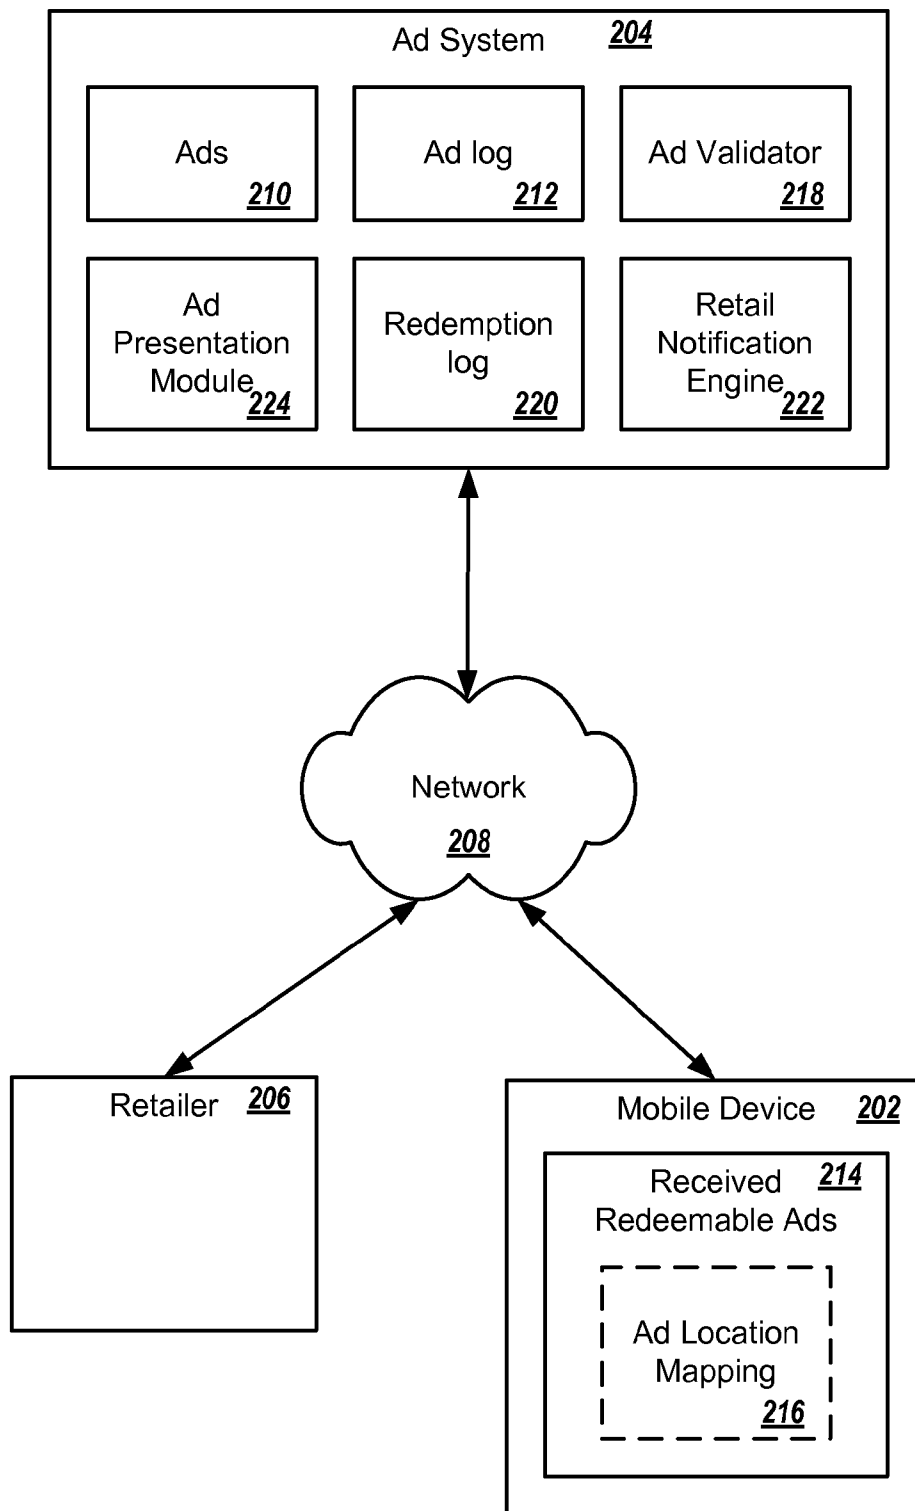 Ad System 204
Ads
210
Ad log
212
Ad Validator
218
Ad
Presentation
Module
224
Redemption
log
220
Retail
Notification
Engine
222
Network
208
Retailer 206
Mobile Device 202
Received 214
Redeemable Ads
Ad Location
Mapping
216